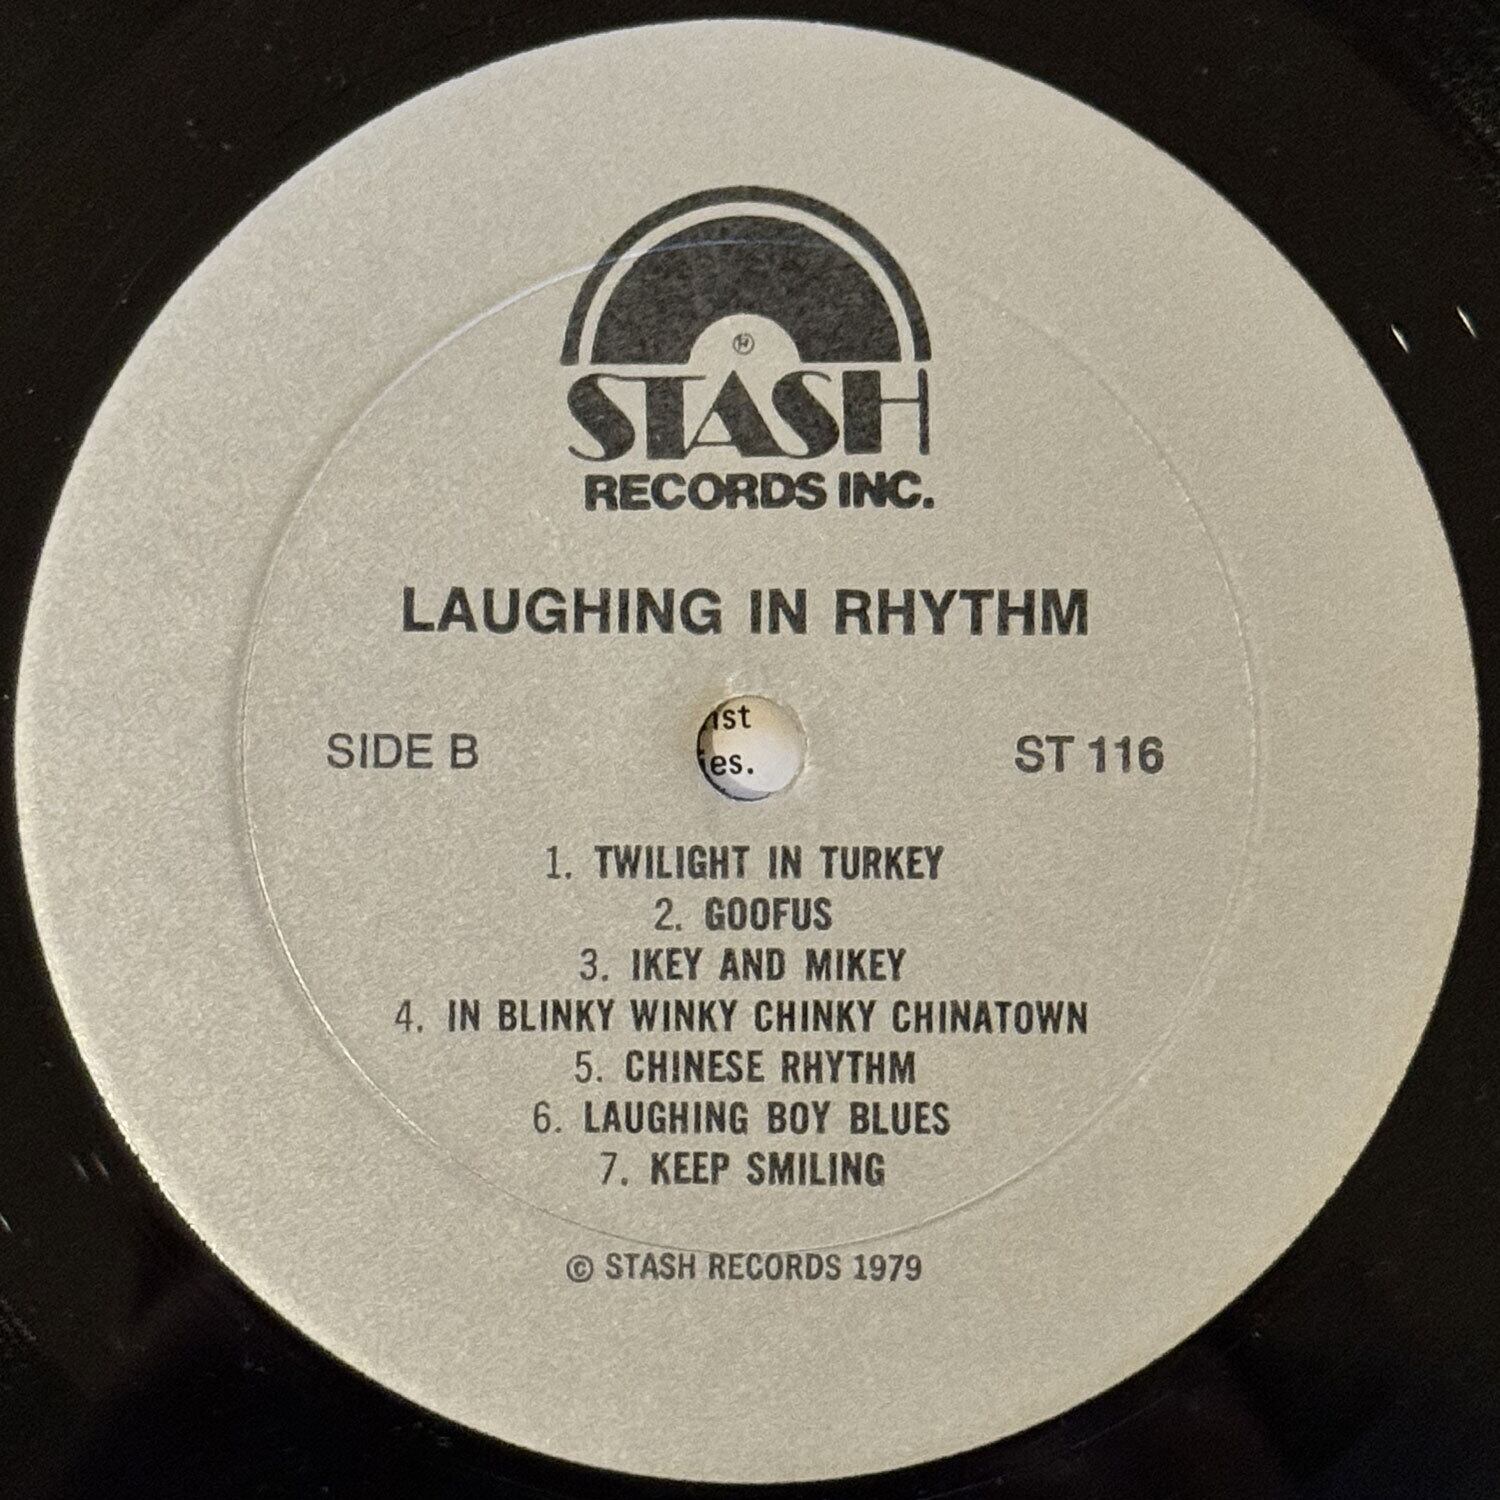 STASH
RECORDS INC.
LAUGHING IN RHYTHM
SIDE B
ST 116
es.
1. TWILIGHT IN TURKEY
2. GOOFUS
3. IKEY AND MIKEY
4. IN BLINKY WINKY CHINKY CHINATOWN
5. CHINESE RHYTHM
6. LAUGHING BOY BLUES
7. KEEP SMILING
© STASH RECORDS 1979